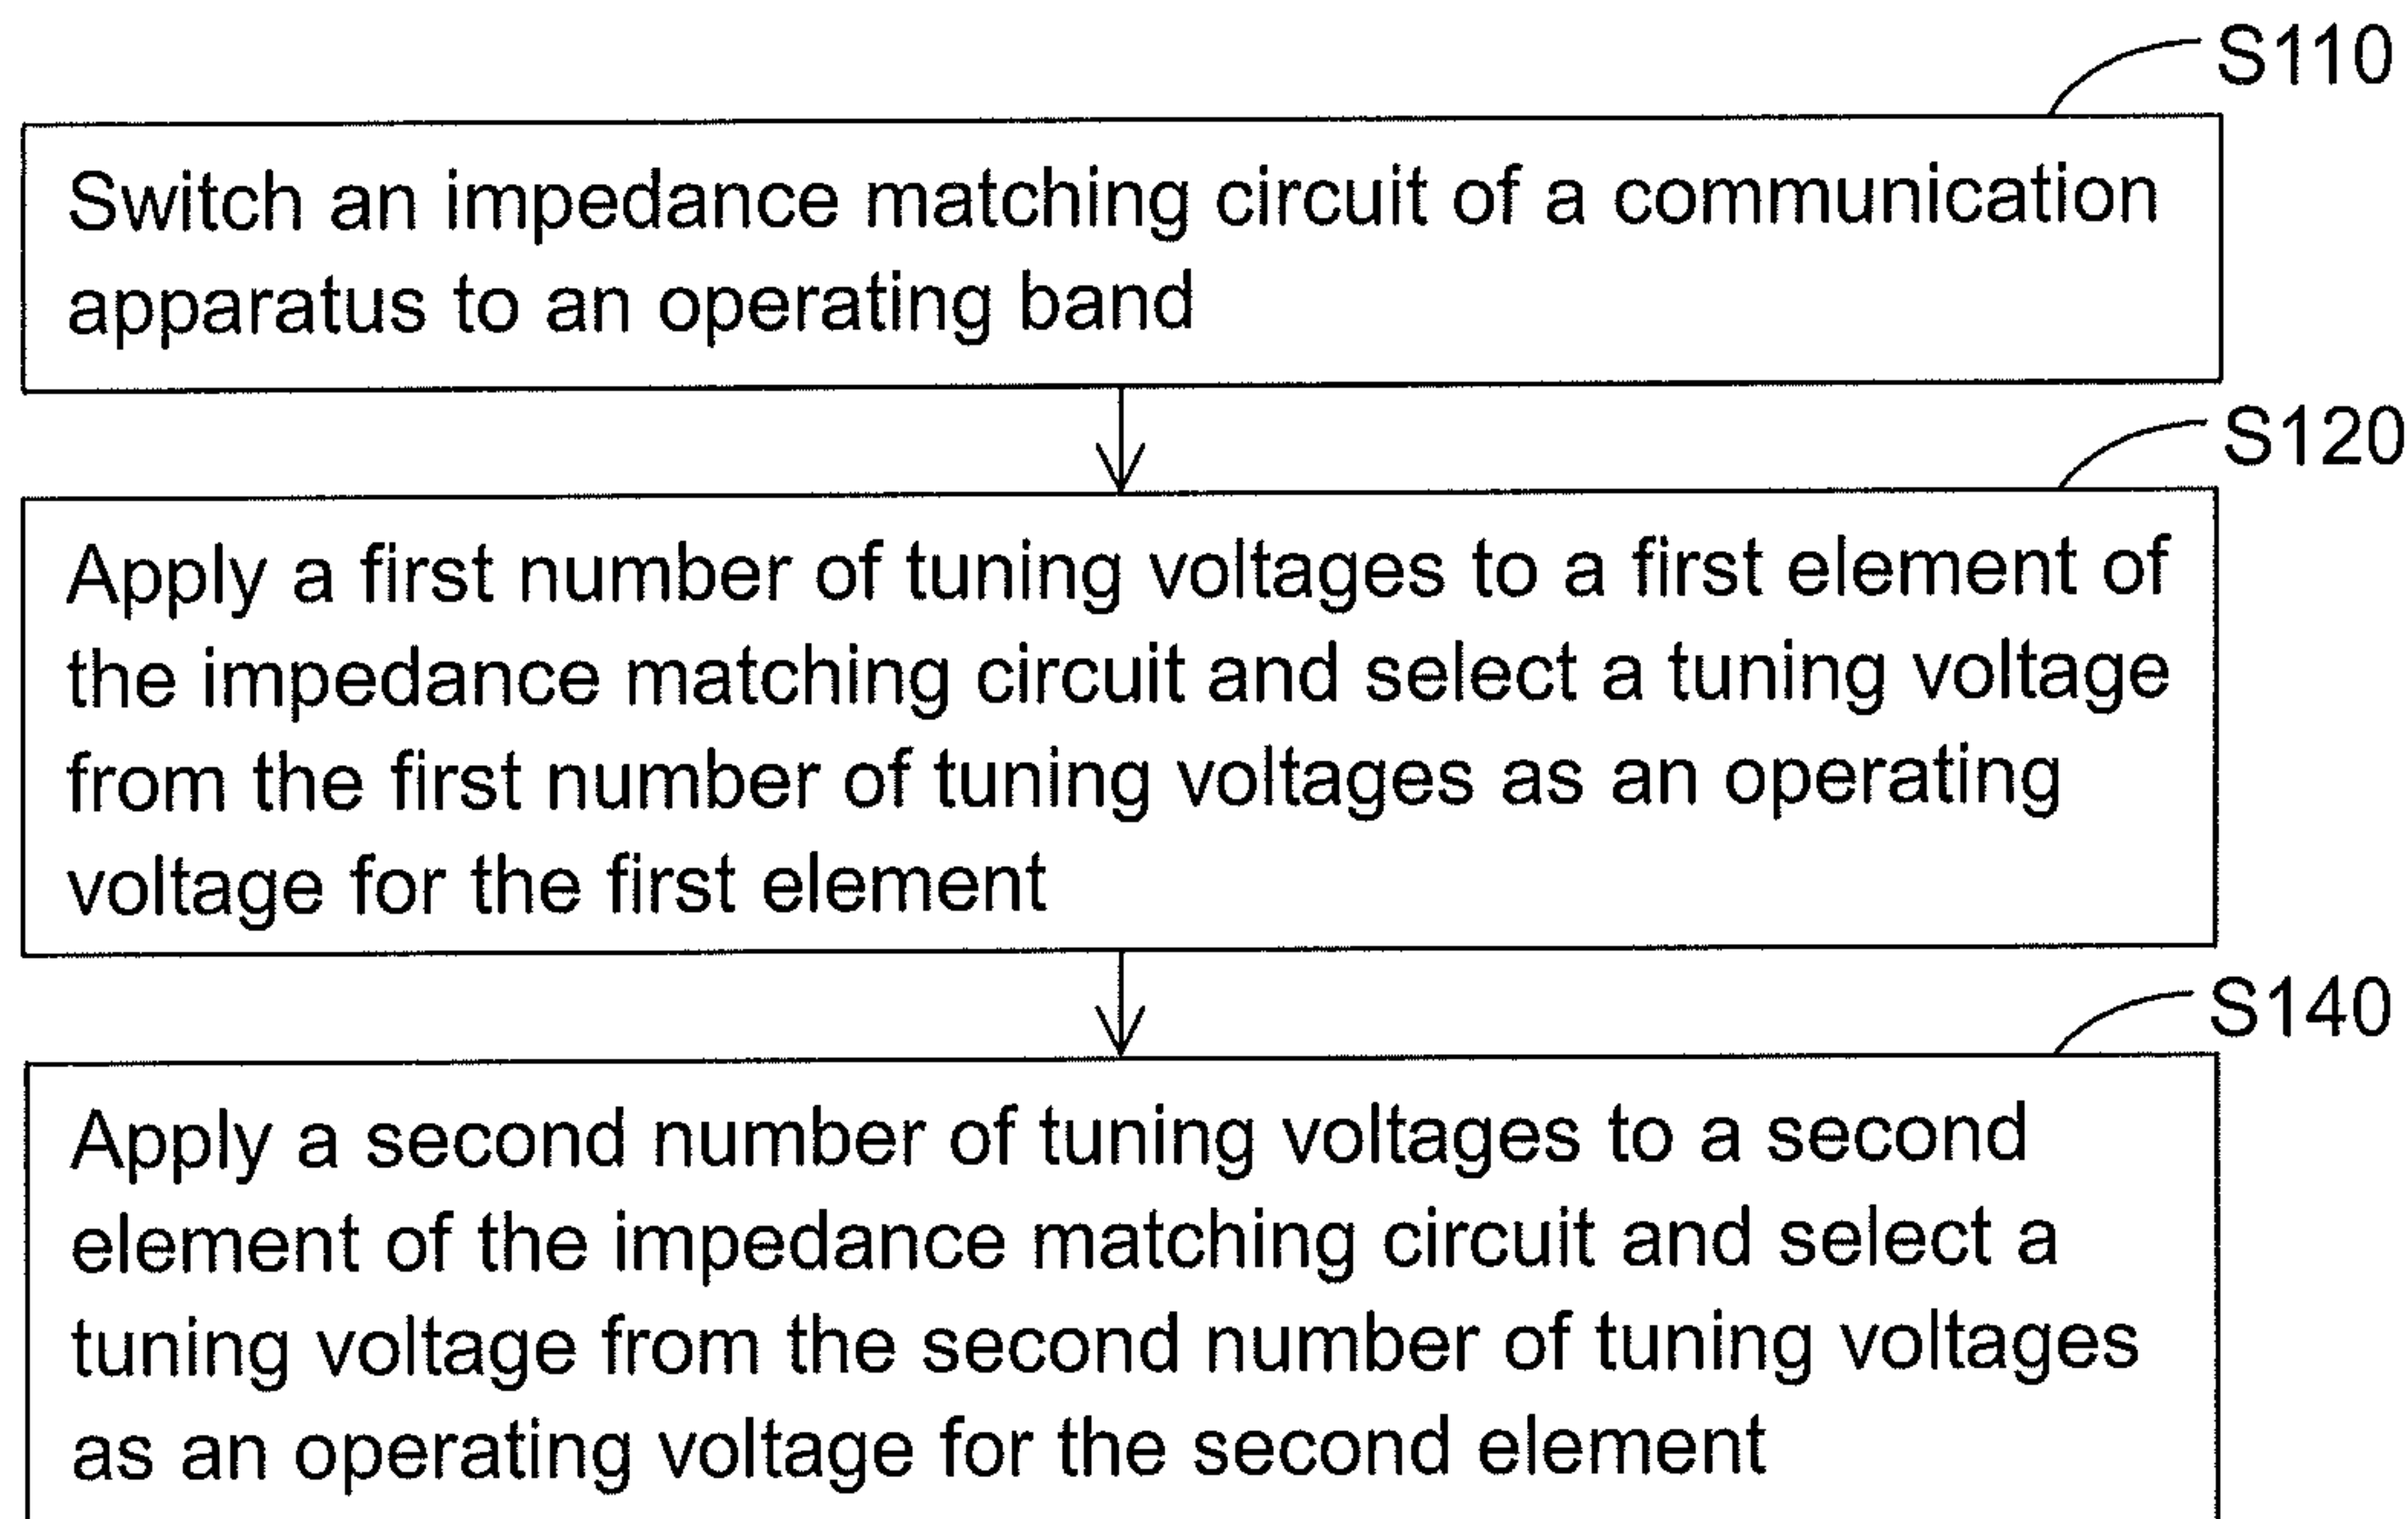 S110
Switch an impedance matching circuit of a communication
apparatus to an operating band
S120
Apply a first number of tuning voltages to a first element of
the impedance matching circuit and select a tuning voltage
from the first number of tuning voltages as an operating
voltage for the first element
S140
Apply a second number of tuning voltages to a second
element of the impedance matching circuit and select a
tuning voltage from the second number of tuning voltages
as an operating voltage for the second element